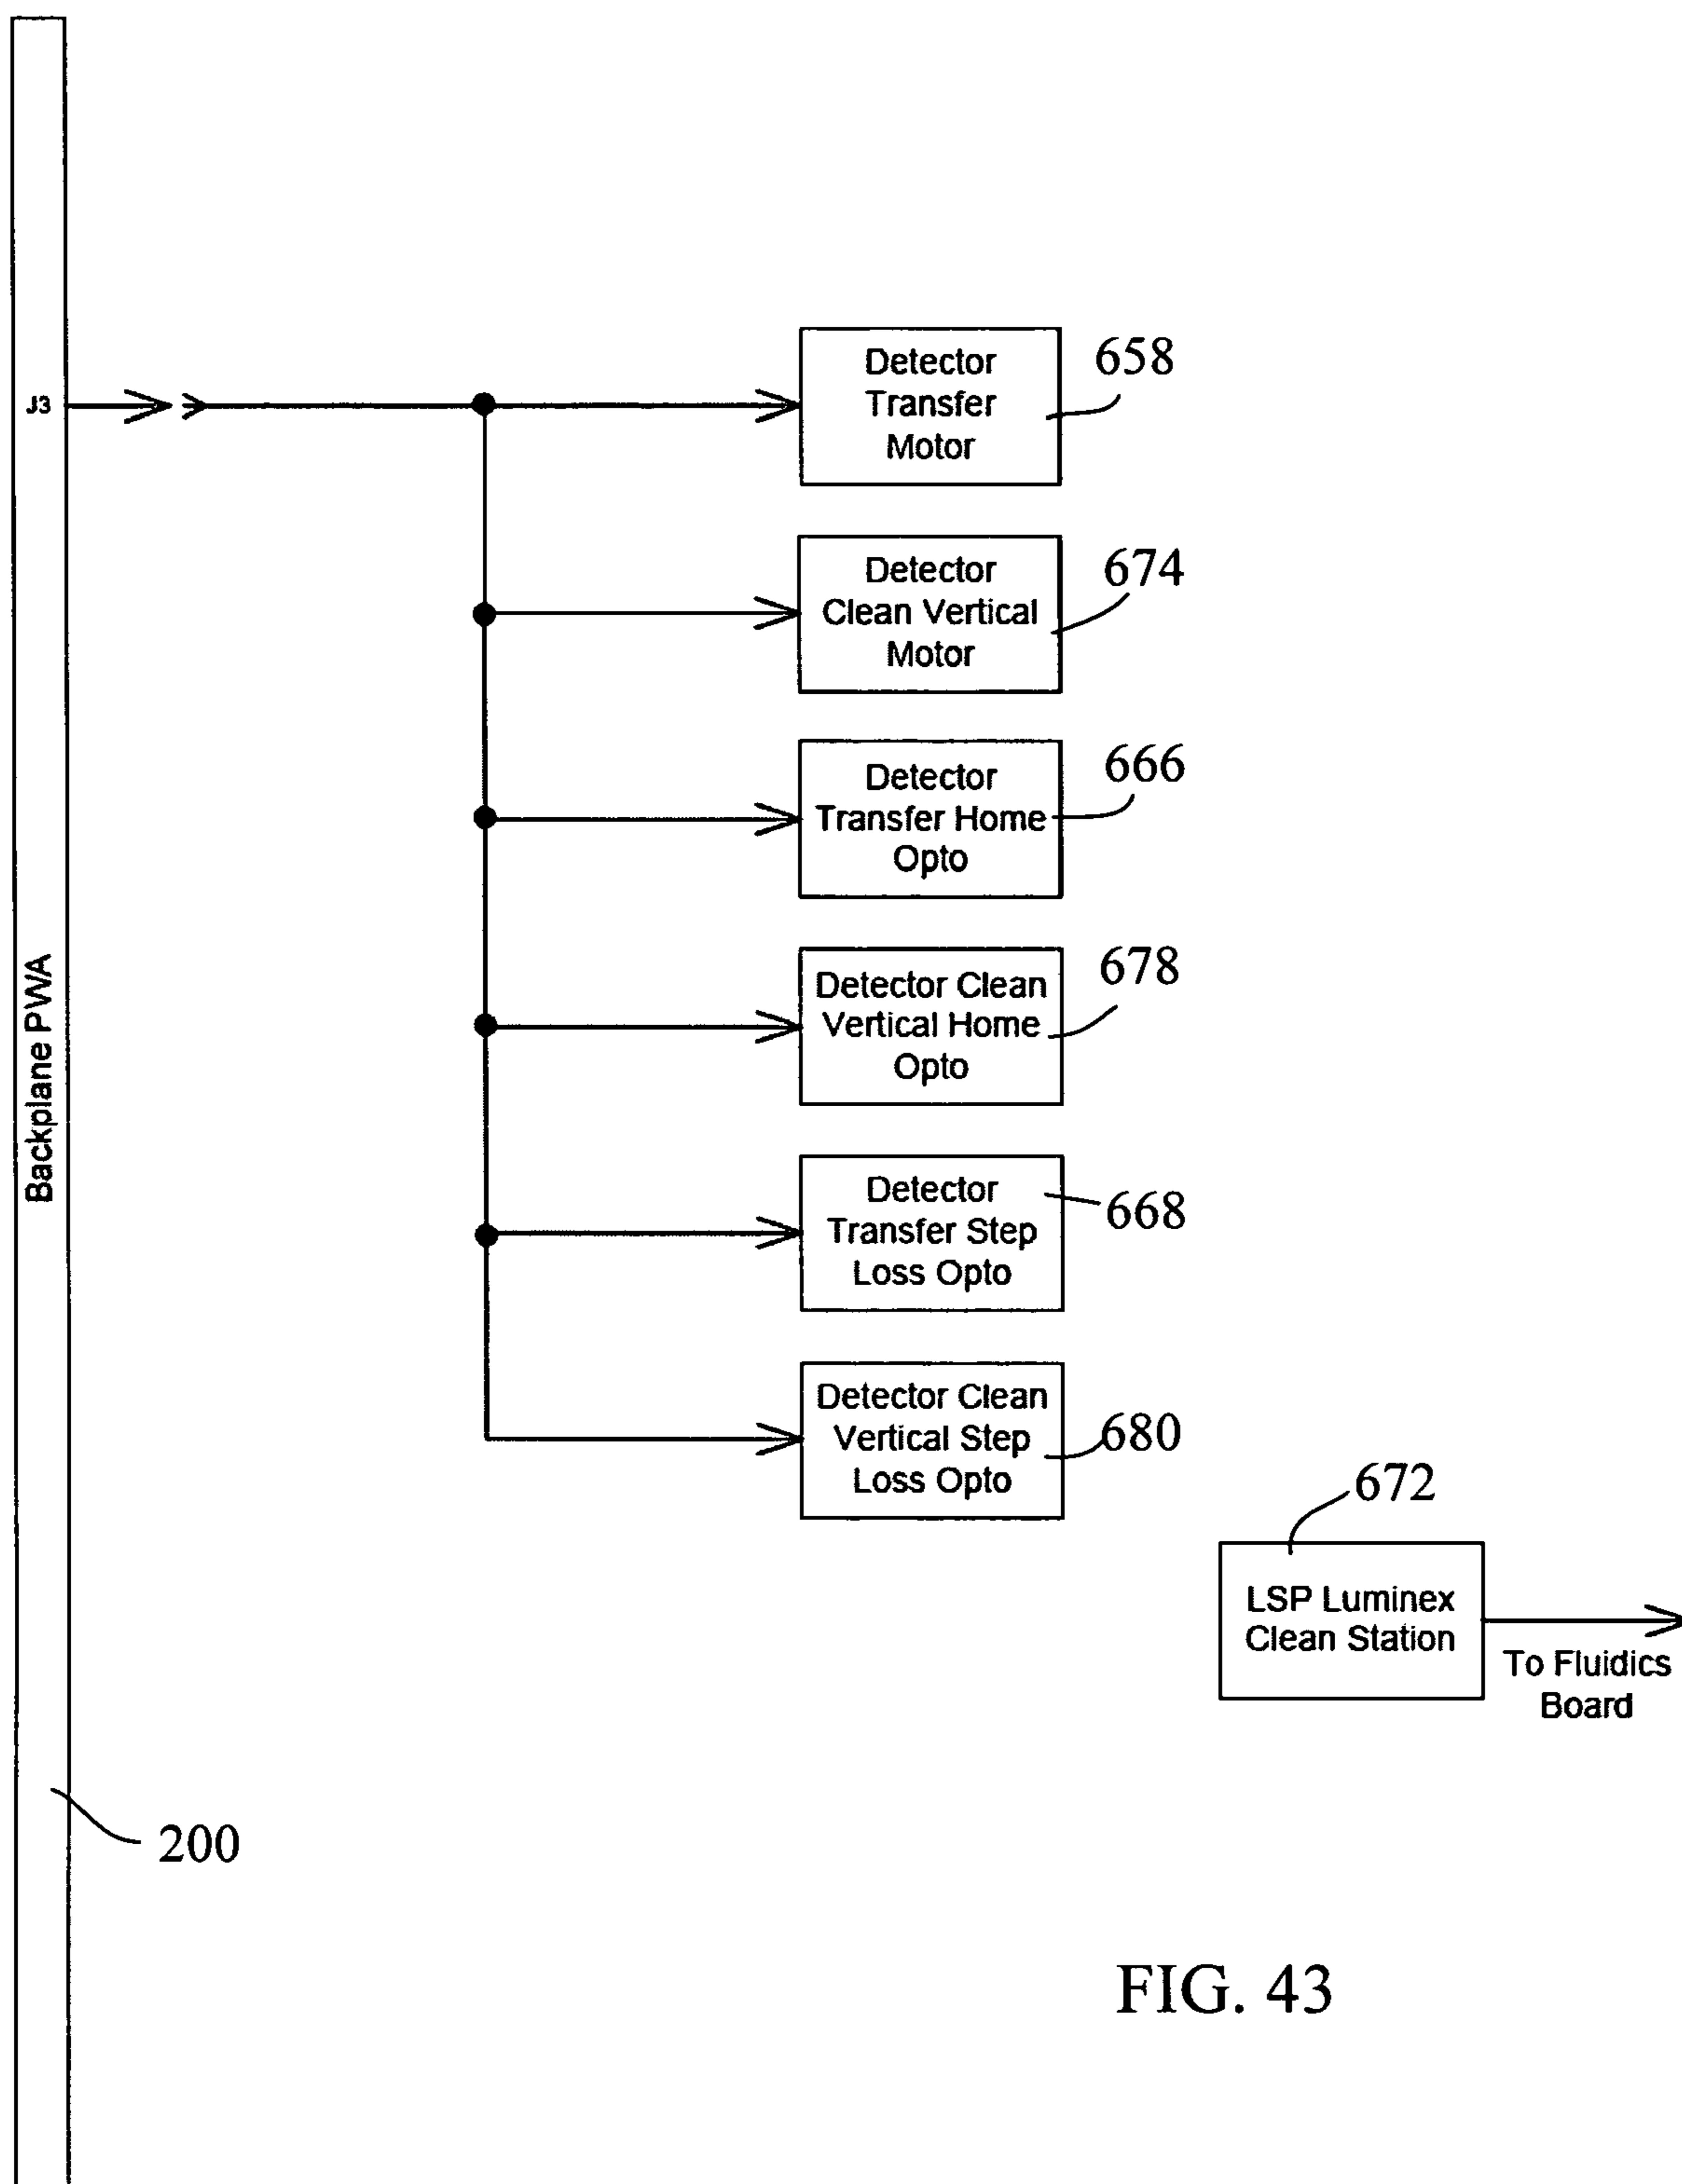 Detector
Transfer
Motor
658
J3
Detector
Clean Vertical
Motor
674
Detector
Transfer Home
Opto
666
Detector Clean
Vertical Home
Opto
678
Backplane PWA
Detector
Transfer Step
Loss Opto
668
Detector Clean
Vertical Step
Loss Opto
680
672
LSP Luminex
Clean Station
To Fluidics
Board
200
FIG. 43